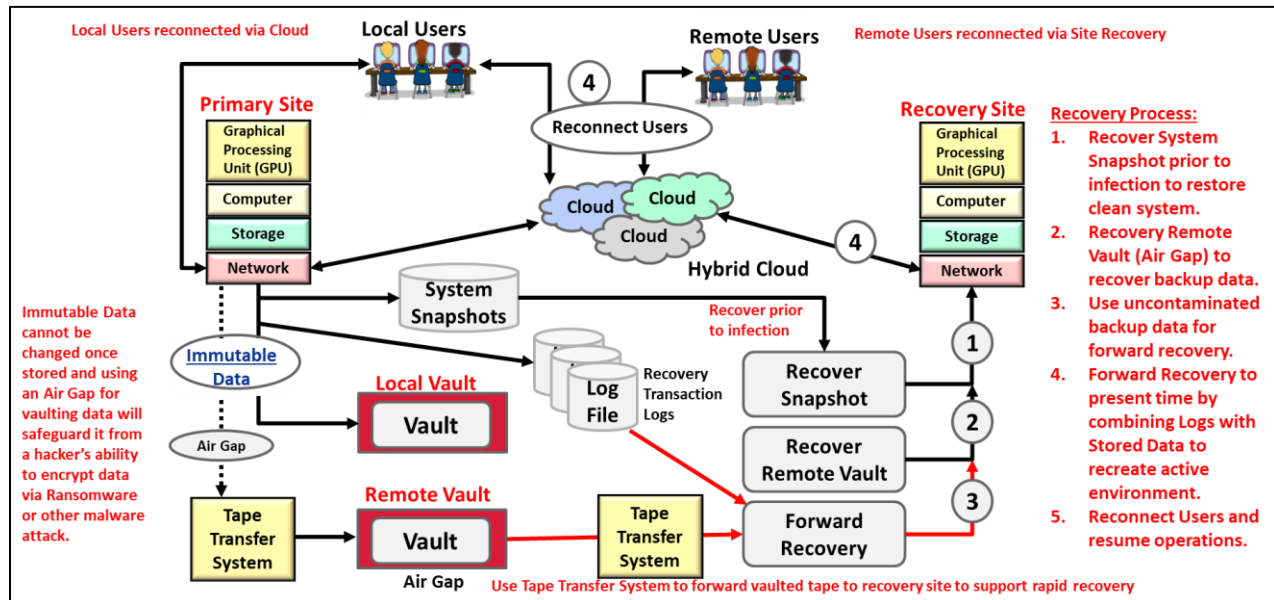 Local Users reconnected via Cloud
Local Users
Remote Users
Remote Users reconnected via Site Recovery
4
Reconnect Users
Primary Site
Graphical
Processing
Unit (GPU)
Computer
Storage
Network
Cloud
Cloud
Cloud
Hybrid Cloud
4
Recovery Site
Graphical
Processing
Unit (GPU)
Computer
Storage
Network
Recovery Process:
1. Recover System
Snapshot prior to
infection to restore
clean system.
2. Recovery Remote
Vault (Air Gap) to
recover backup data.
3. Use uncontaminated
backup data for
forward recovery.
4. Forward Recovery to
present time by
combining Logs with
Stored Data to
recreate active
environment.
5. Reconnect Users and
resume operations.
Immutable Data
cannot be
changed once
stored and using
an Air Gap for
vaulting data will
safeguard it from
a hacker's ability
to encrypt data
via Ransomware
or other malware
attack.
Immutable
Data
Air Gap
Tape
Transfer
System
System
Snapshots
Recover prior
to infection
Local Vault
Vault
Log
File
Recovery
Transaction
Logs
Remote Vault
Vault
Air Gap
Tape
Transfer
System
Recover
Snapshot
Recover
Remote Vault
Forward
Recovery
1
2
3
Use Tape Transfer System to forward vaulted tape to recovery site to support rapid recovery